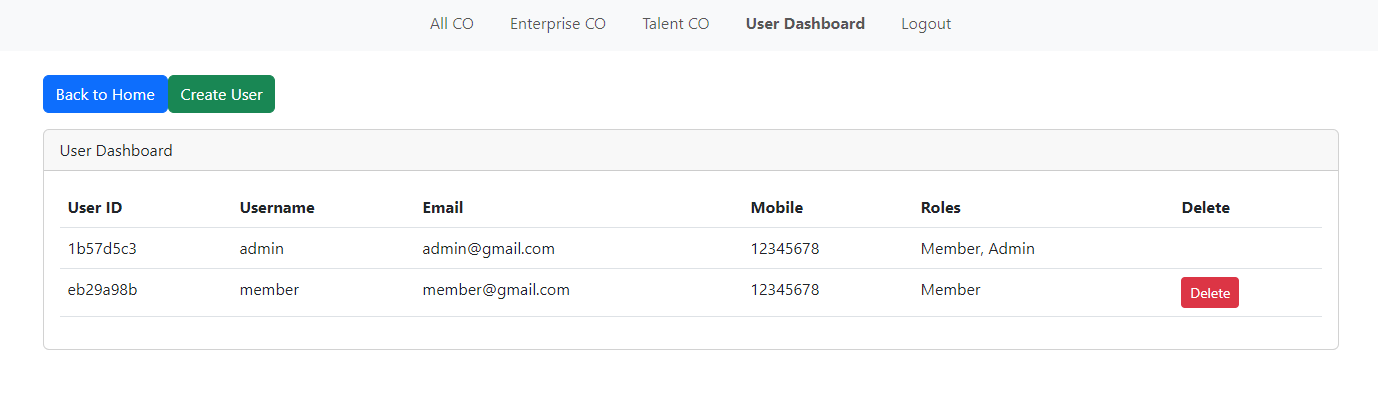 All CO Enterprise CO Talent CO User Dashboard Logout
Back to Home Create User
User Dashboard
User ID Username Email Mobile Roles Delete
1b57d5c3 admin admin@gmail.com 12345678 Member, Admin
eb29a98b member member@gmail.com 12345678 Member Delete